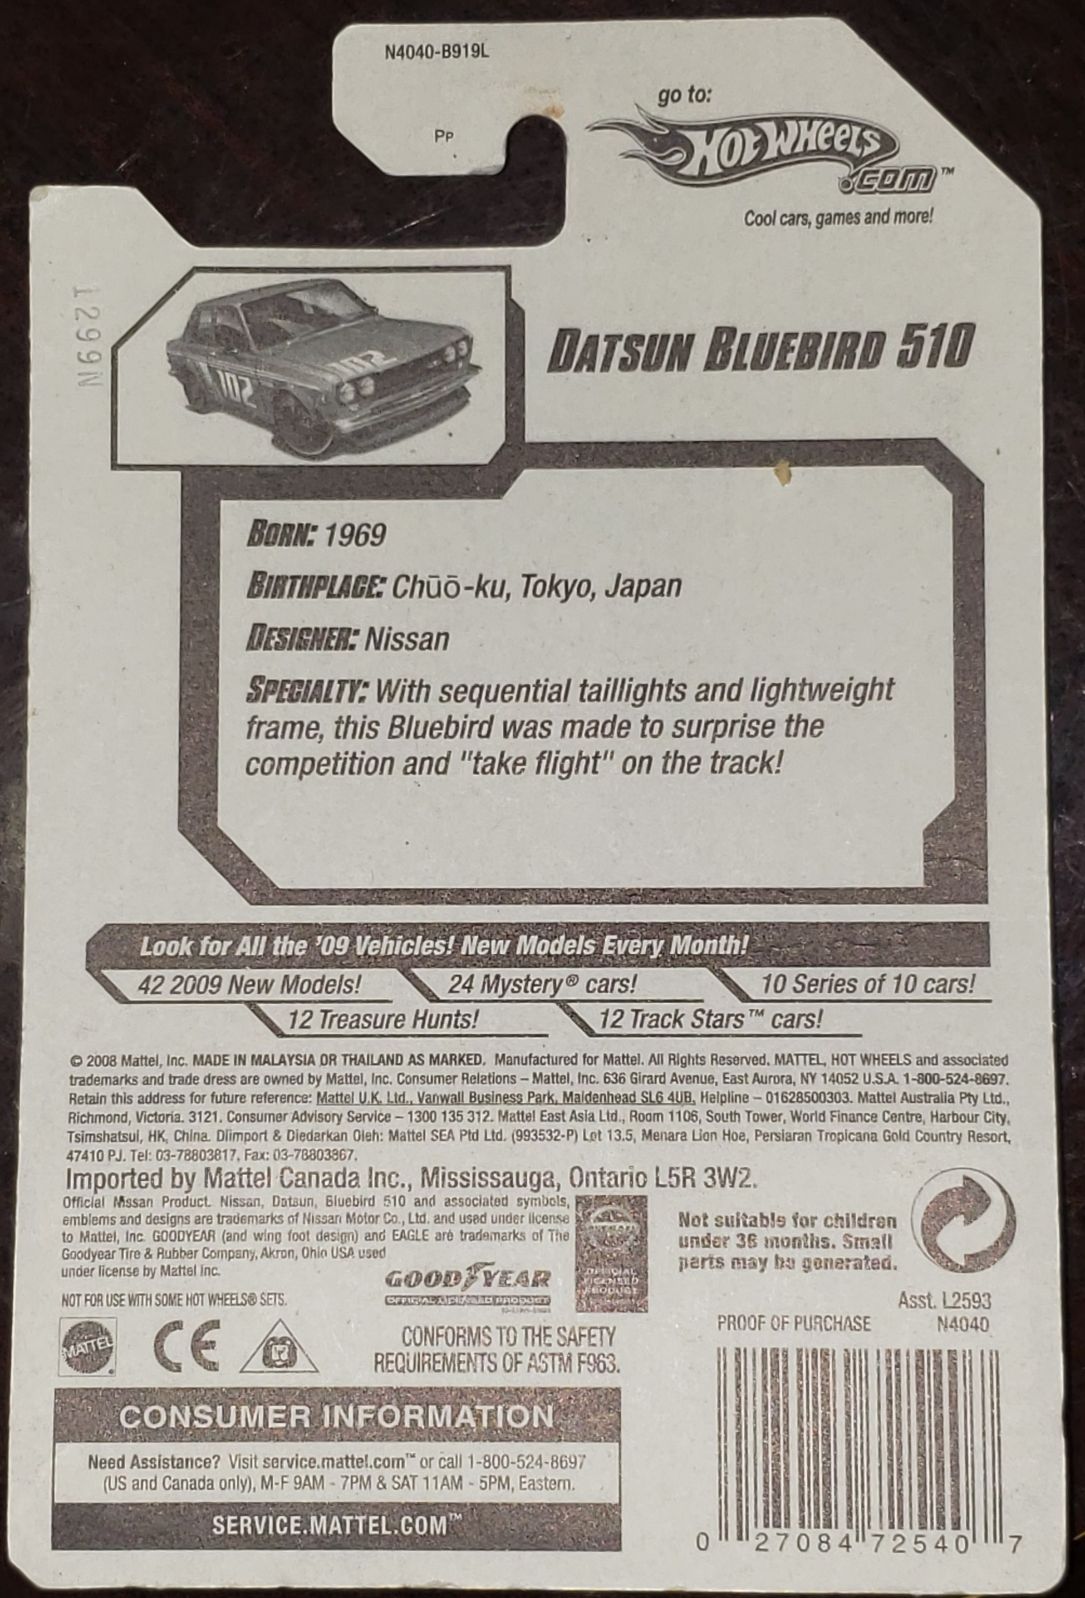 N4040-B919L
PP
go to:
HOT WHEELS
.COM™
Cool cars, games and more!
1299N
102
102
DATSUN BLUEBIRD 510
BORN: 1969
BIRTHPLACE: Chūō-ku, Tokyo, Japan
DESIGNER: Nissan
SPECIALTY: With sequential taillights and lightweight
frame, this Bluebird was made to surprise the
competition and "take flight" on the track!
Look for All the '09 Vehicles! New Models Every Month!
42 2009 New Models!
24 Mystery® cars!
10 Series of 10 cars!
12 Treasure Hunts!
12 Track Stars™ cars!
© 2008 Mattel, Inc. MADE IN MALAYSIA OR THAILAND AS MARKED. Manufactured for Mattel. All Rights Reserved. MATTEL, HOT WHEELS and associated
trademarks and trade dress are owned by Mattel, Inc. Consumer Relations – Mattel, Inc. 636 Girard Avenue, East Aurora, NY 14052 U.S.A. 1-800-524-8697.
Retain this address for future reference: Mattel U.K. Ltd., Vanwall Business Park, Maidenhead SL6 4UB. Helpline – 01628500303. Mattel Australia Pty Ltd.,
Richmond, Victoria. 3121. Consumer Advisory Service – 1300 135 312. Mattel East Asia Ltd., Room 1106, South Tower, World Finance Centre, Harbour City,
Tsimshatsui, HK, China. Diimport & Diedarkan Oleh: Mattel SEA Ptd Ltd. (993532-P) Lot 13.5, Menara Lion Hoe, Persiaran Tropicana Gold Country Resort,
47410 PJ. Tel: 03-78803817, Fax: 03-78803867.
Imported by Mattel Canada Inc., Mississauga, Ontario L5R 3W2.
Official Nissan Product. Nissan, Datsun, Bluebird 510 and associated symbols,
emblems and designs are trademarks of Nissan Motor Co., Ltd. and used under license
to Mattel, Inc. GOODYEAR (and wing foot design) and EAGLE are trademarks of The
Goodyear Tire & Rubber Company, Akron, Ohio USA used
under license by Mattel Inc.
GOODYEAR
OFFICIAL LICENSED PRODUCT
OFFICIAL
LICENSED
PRODUCT
Not suitable for children
under 36 months. Small
parts may be generated.
NOT FOR USE WITH SOME HOT WHEELS® SETS.
Asst. L2593
PROOF OF PURCHASE N4040
MATTEL
CE
CONFORMS TO THE SAFETY
REQUIREMENTS OF ASTM F963.
CONSUMER INFORMATION
Need Assistance? Visit service.mattel.com™ or call 1-800-524-8697
(US and Canada only), M-F 9AM - 7PM & SAT 11AM - 5PM, Eastern.
SERVICE.MATTEL.COM™
0 27084 72540 7